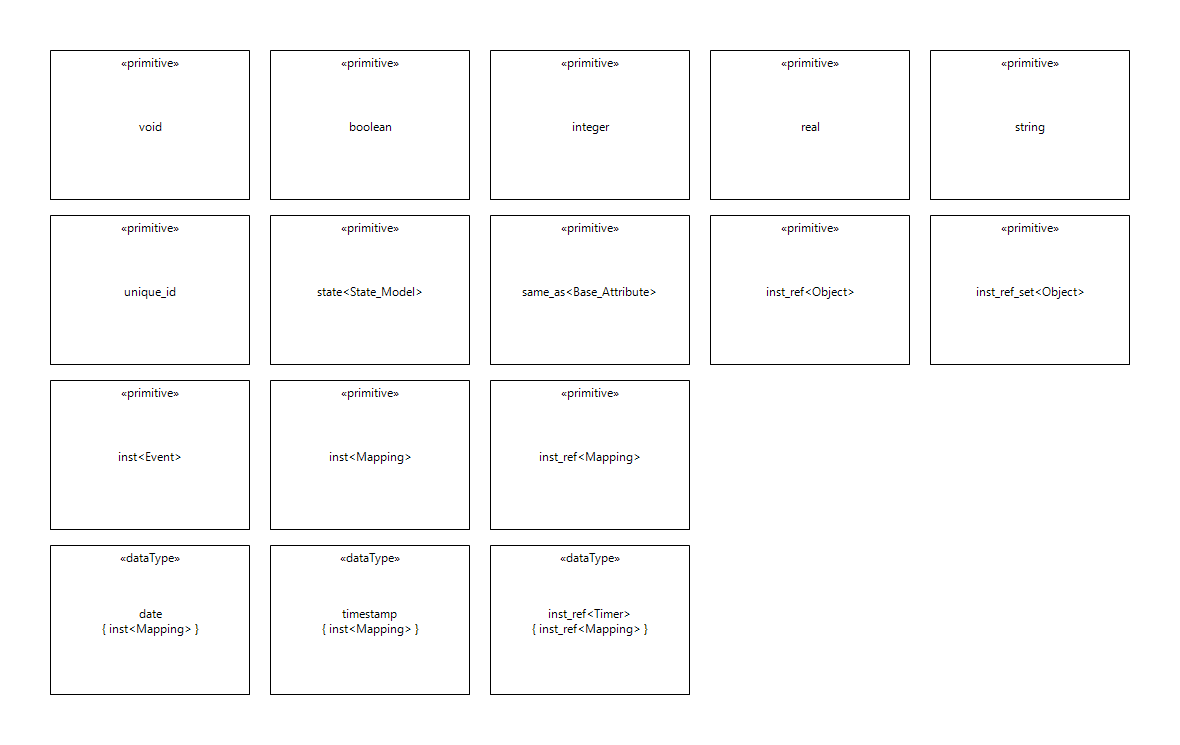 «primitive»
void
«primitive»
boolean
«primitive»
integer
«primitive»
real
«primitive»
string
«primitive»
unique_id
«primitive»
state<State_Model>
«primitive»
same_as<Base_Attribute>
«primitive»
inst_ref<Object>
«primitive»
inst_ref_set<Object>
«primitive»
inst<Event>
«primitive»
inst<Mapping>
«primitive»
inst_ref<Mapping>
«dataType»
date
{ inst<Mapping> }
«dataType»
timestamp
{ inst<Mapping> }
«dataType»
inst_ref<Timer>
{ inst_ref<Mapping> }